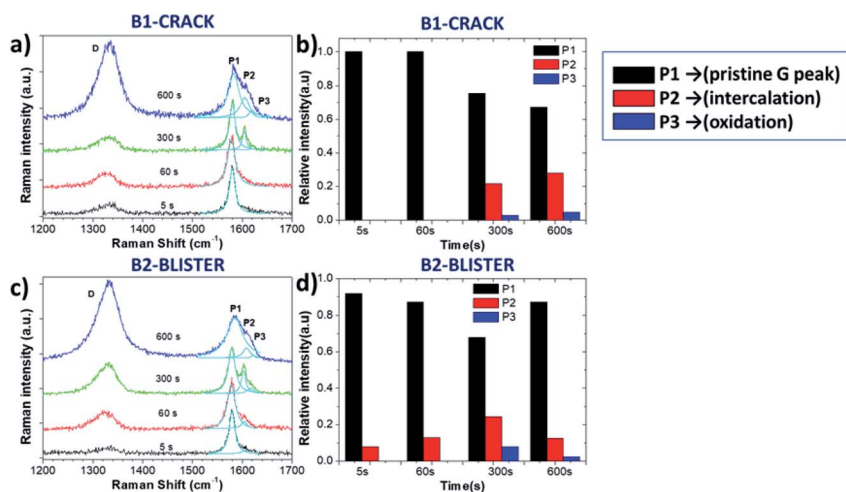 B1-CRACK
B1-CRACK
a)
D
P1
P2
P3
600 s
300 s
60 s
5 s
Raman intensity (a.u.)
1200 1300 1400 1500 1600 1700
Raman Shift (cm-1)
b)
1.0
0.8
0.6
0.4
0.2
0.0
Relative intensity(a.u)
P1
P2
P3
5s 60s 300s 600s
Time(s)
P1 →(pristine G peak)
P2 →(intercalation)
P3 →(oxidation)
B2-BLISTER
B2-BLISTER
c)
D
P1
P2
P3
600 s
300 s
60 s
5 s
Raman intensity (a.u.)
1200 1300 1400 1500 1600 1700
Raman Shift (cm-1)
d)
1.0
0.8
0.6
0.4
0.2
0.0
Relative intensity(a.u)
P1
P2
P3
5s 60s 300s 600s
Time(s)